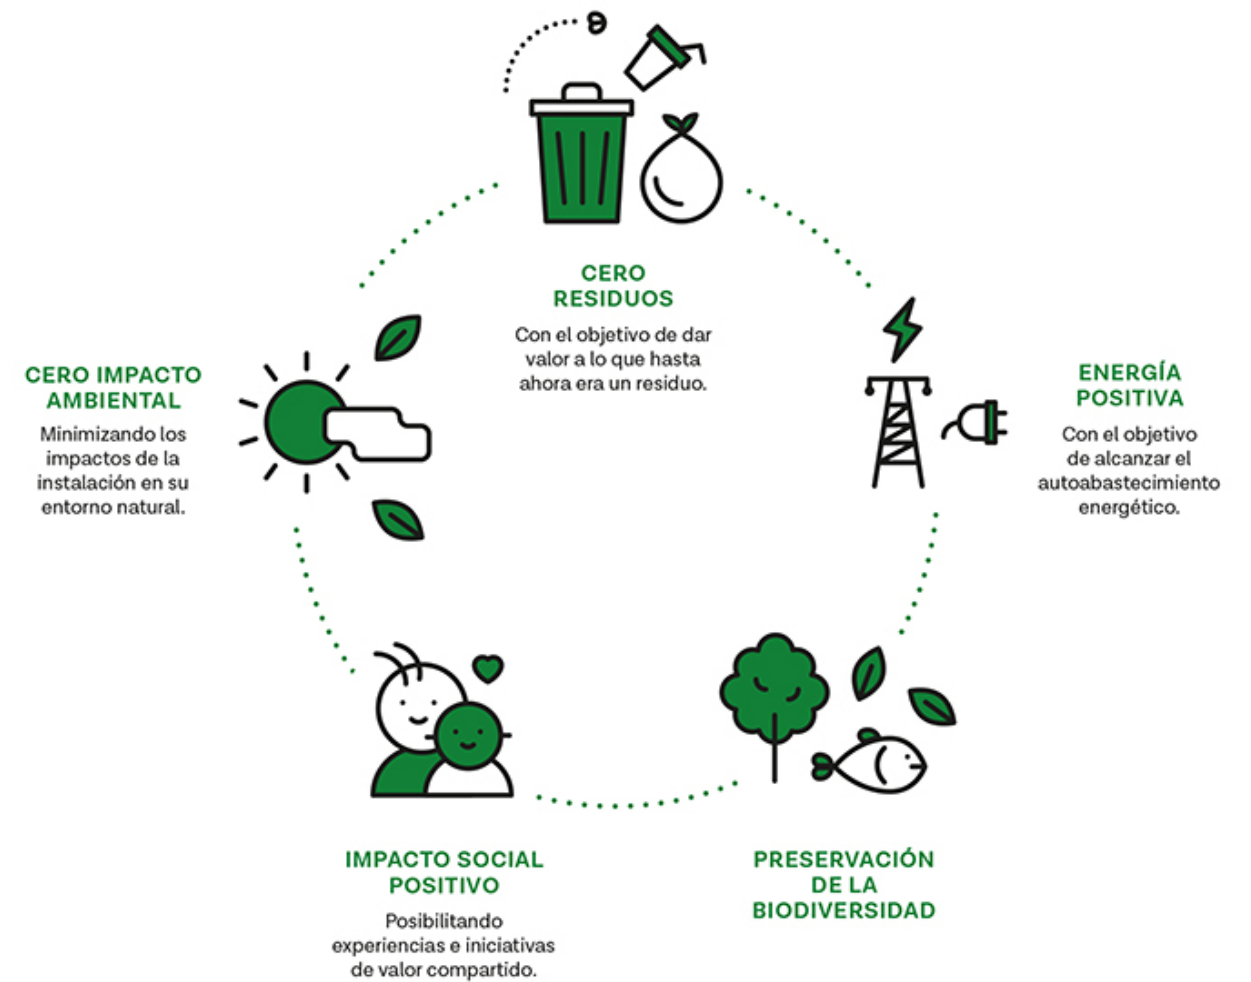 CERO
RESIDUOS
Con el objetivo de dar
valor a lo que hasta
ahora era un residuo.
CERO IMPACTO
AMBIENTAL
Minimizando los
impactos de la
instalación en su
entorno natural.
ENERGÍA
POSITIVA
Con el objetivo
de alcanzar el
autoabastecimiento
energético.
IMPACTO SOCIAL
POSITIVO
Posibilitando
experiencias e iniciativas
de valor compartido.
PRESERVACIÓN
DE LA
BIODIVERSIDAD